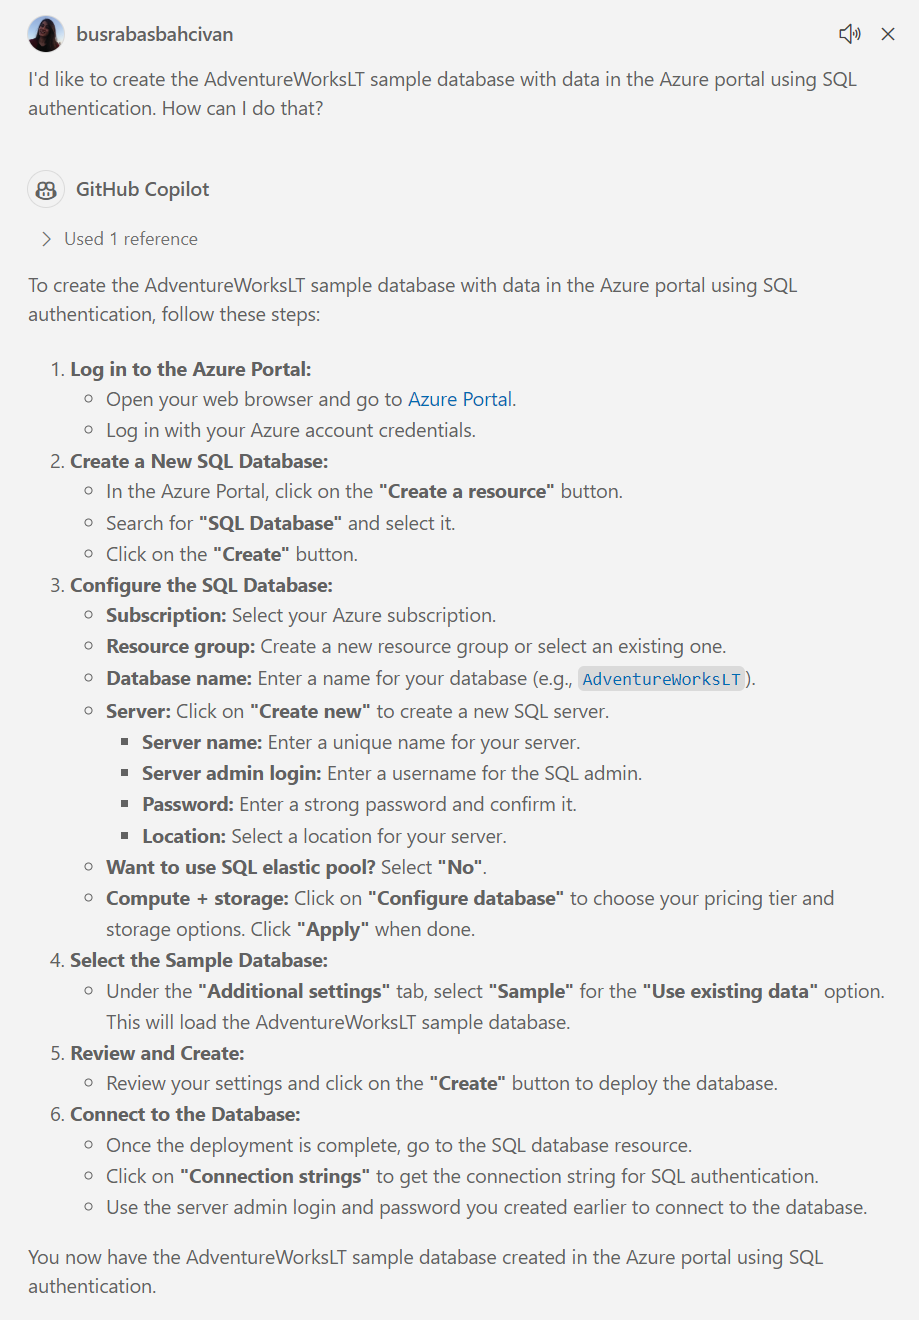 busrabasbahcivan
I'd like to create the AdventureWorksLT sample database with data in the Azure portal using SQL
authentication. How can I do that?
GitHub Copilot
Used 1 reference
To create the AdventureWorksLT sample database with data in the Azure portal using SQL
authentication, follow these steps:
1. Log in to the Azure Portal:
Open your web browser and go to Azure Portal.
Log in with your Azure account credentials.
2. Create a New SQL Database:
In the Azure Portal, click on the "Create a resource" button.
Search for "SQL Database" and select it.
Click on the "Create" button.
3. Configure the SQL Database:
Subscription: Select your Azure subscription.
Resource group: Create a new resource group or select an existing one.
Database name: Enter a name for your database (e.g., AdventureWorksLT).
Server: Click on "Create new" to create a new SQL server.
Server name: Enter a unique name for your server.
Server admin login: Enter a username for the SQL admin.
Password: Enter a strong password and confirm it.
Location: Select a location for your server.
Want to use SQL elastic pool? Select "No".
Compute + storage: Click on "Configure database" to choose your pricing tier and
storage options. Click "Apply" when done.
4. Select the Sample Database:
Under the "Additional settings" tab, select "Sample" for the "Use existing data" option.
This will load the AdventureWorksLT sample database.
5. Review and Create:
Review your settings and click on the "Create" button to deploy the database.
6. Connect to the Database:
Once the deployment is complete, go to the SQL database resource.
Click on "Connection strings" to get the connection string for SQL authentication.
Use the server admin login and password you created earlier to connect to the database.
You now have the AdventureWorksLT sample database created in the Azure portal using SQL
authentication.